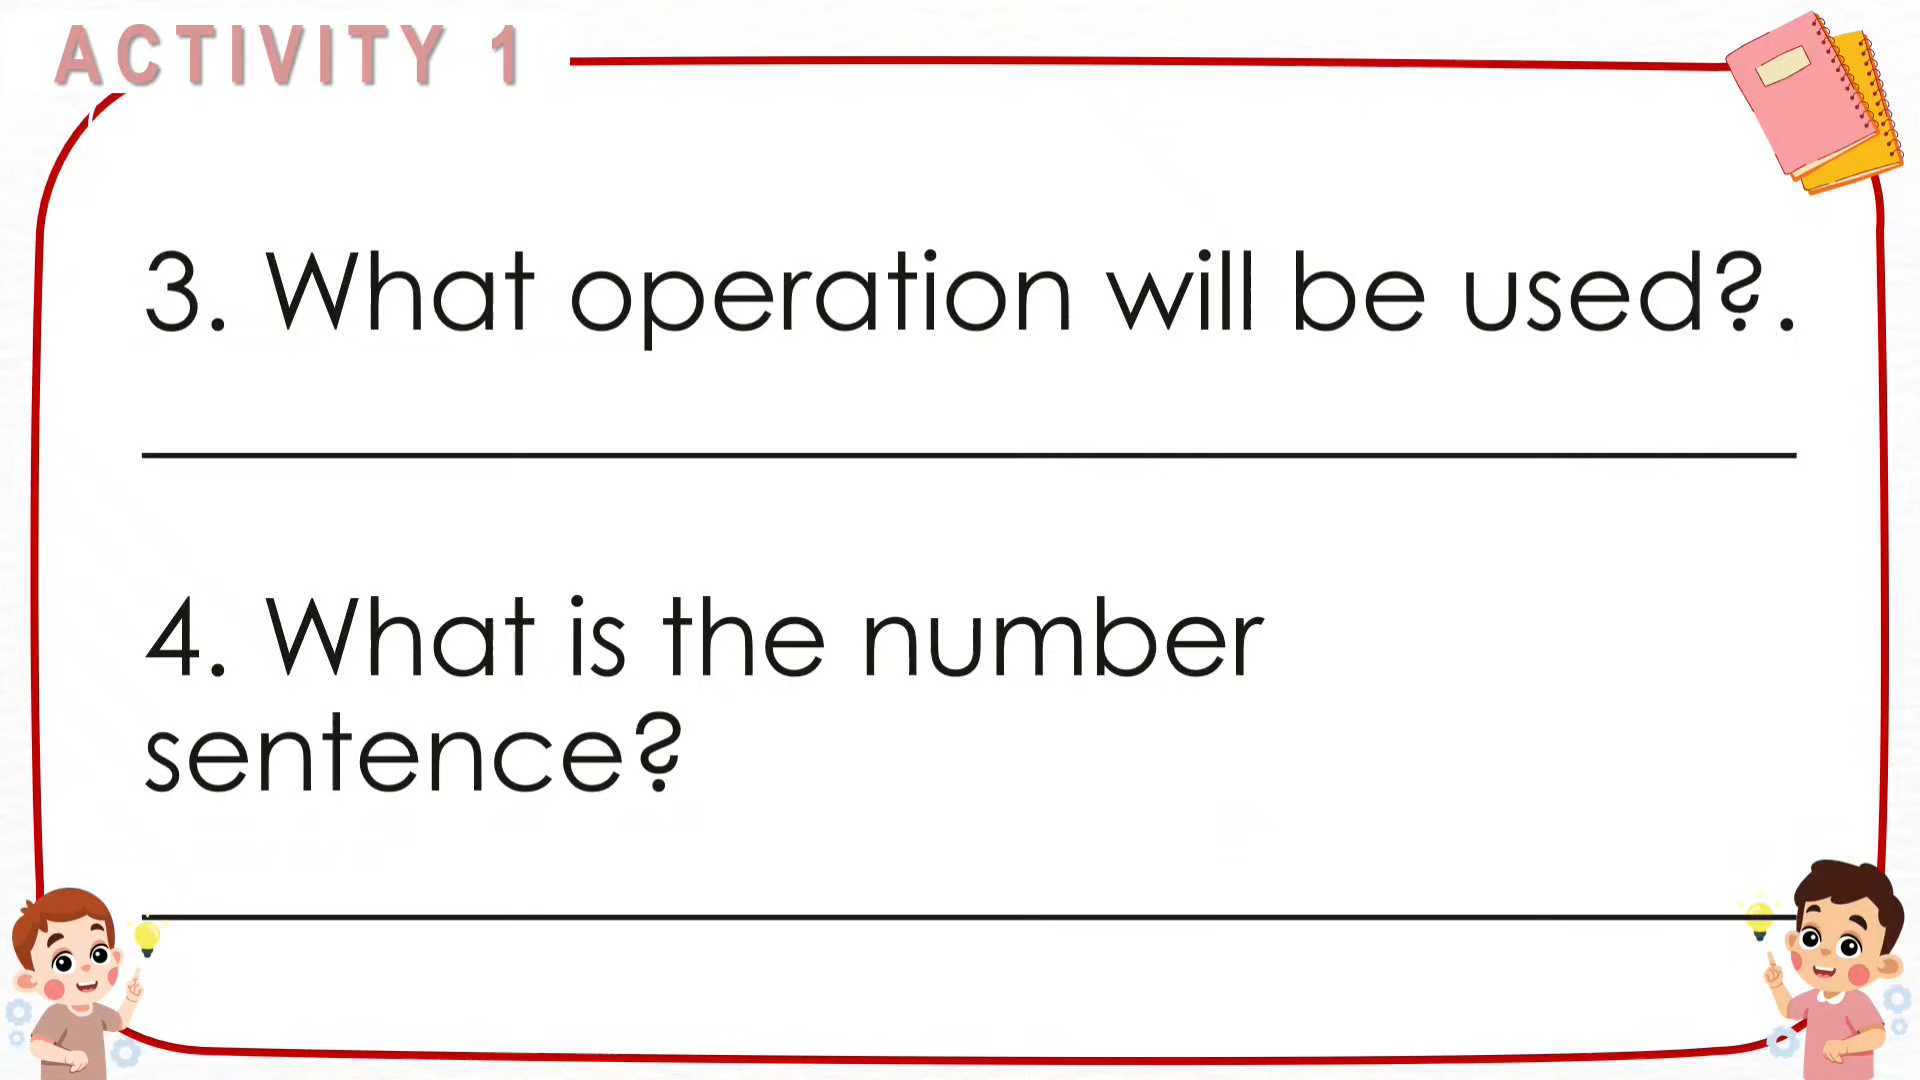 ACTIVITY 1
3. What operation will be used?.
4. What is the number
sentence?